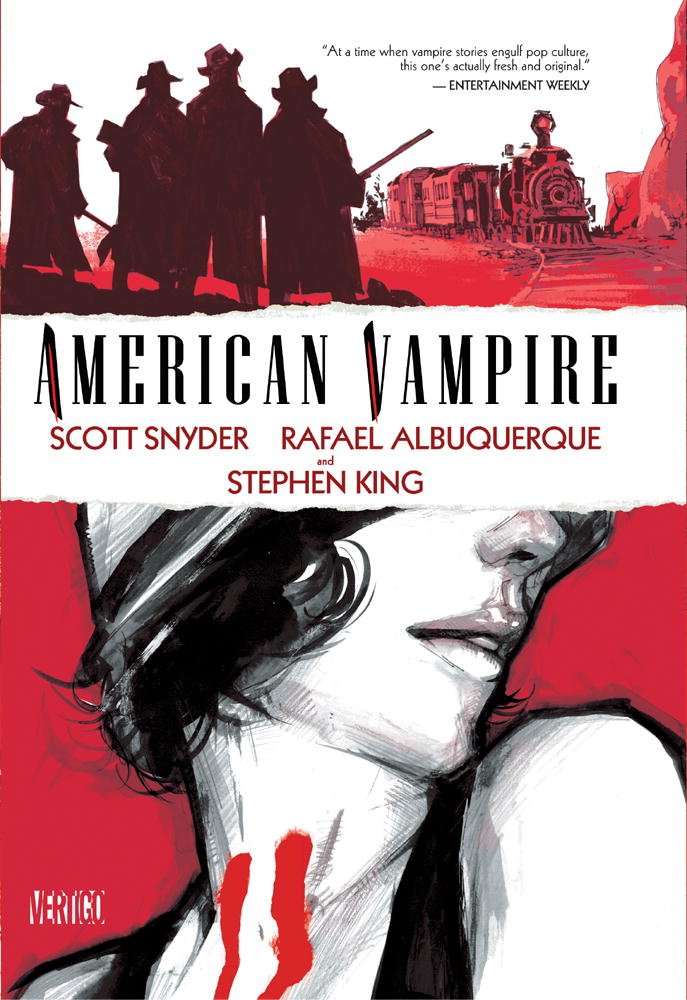 “At a time when vampire stories engulf pop culture,
this one’s actually fresh and original.”
— ENTERTAINMENT WEEKLY
AMERICAN VAMPIRE
SCOTT SNYDER RAFAEL ALBUQUERQUE
and
STEPHEN KING
VERTIGO